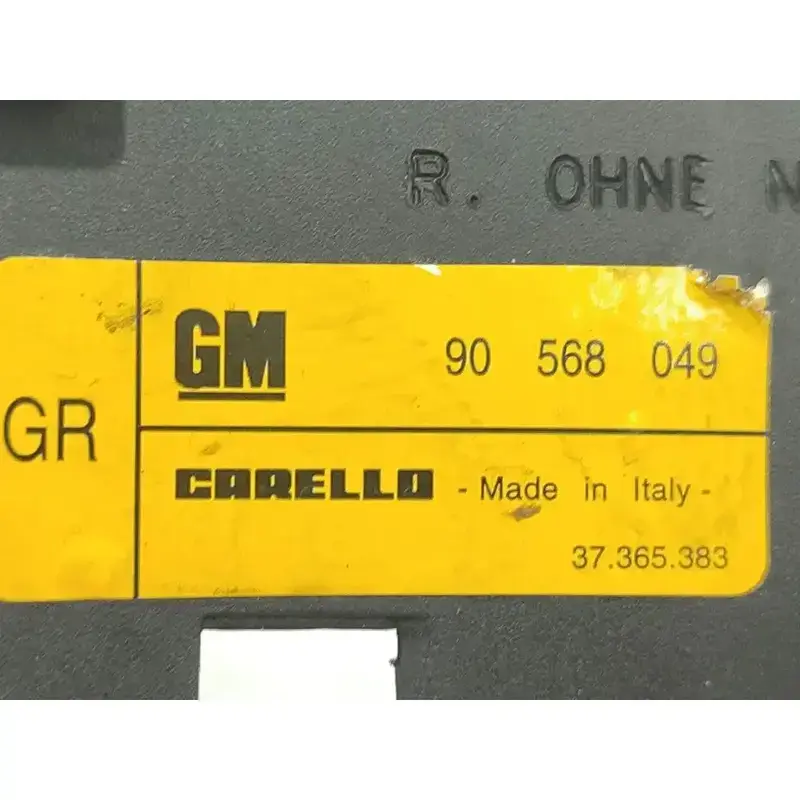 R. OHNE N
GR
GM 90 568 049
CARELLO - Made in Italy -
37.365.383